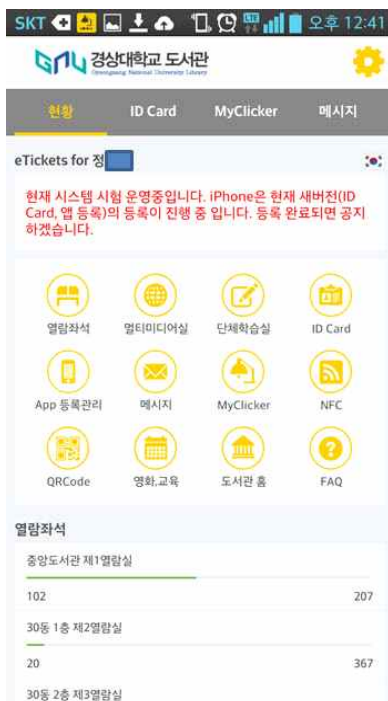 SKT LTE 오후 12:41
GNU 경상대학교 도서관
Gyeongsang National University Library
현황 ID Card MyClicker 메시지
eTickets for 정
현재 시스템 시험 운영중입니다. iPhone은 현재 새버전(ID
Card, 앱 등록)의 등록이 진행 중 입니다. 등록 완료되면 공지
하겠습니다.
열람좌석 멀티미디어실 단체학습실 ID Card
App 등록관리 메시지 MyClicker NFC
QRCode 영화,교육 도서관 홈 FAQ
열람좌석
중앙도서관 제1열람실
102 207
30동 1층 제2열람실
20 367
30동 2층 제3열람실